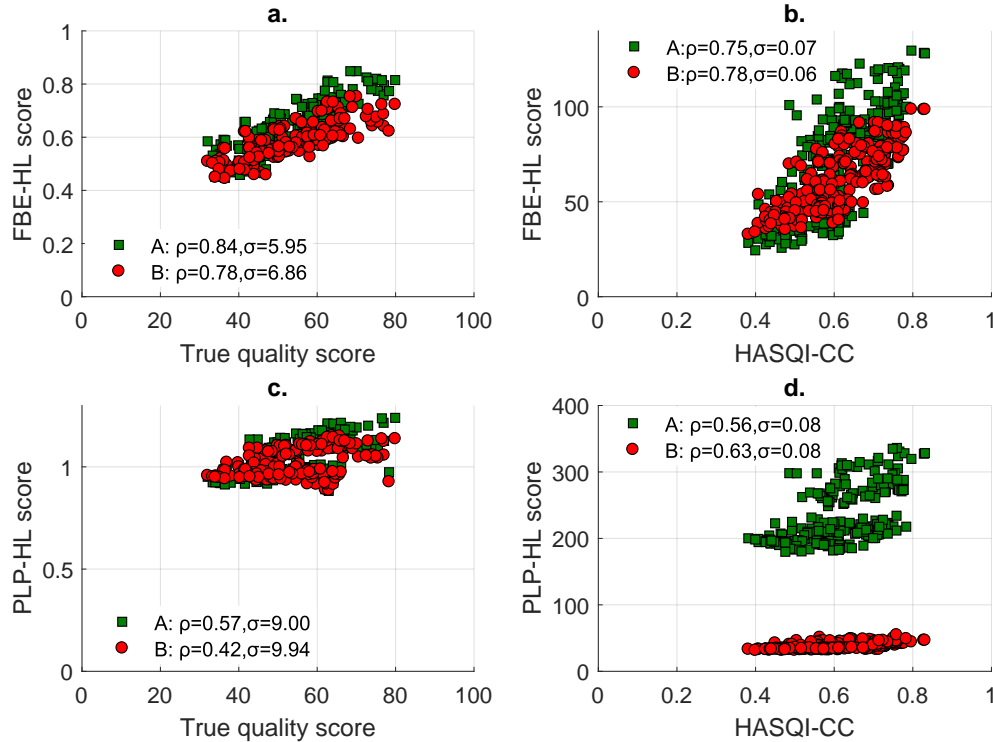 a.
1
0.8
0.6
0.4
0.2
0
FBE-HL score
A: ρ=0.84,σ=5.95
B: ρ=0.78,σ=6.86
0 20 40 60 80 100
True quality score
b.
100
50
0
FBE-HL score
A:ρ=0.75,σ=0.07
B:ρ=0.78,σ=0.06
0 0.2 0.4 0.6 0.8 1
HASQI-CC
c.
1
0.5
0
PLP-HL score
A: ρ=0.57,σ=9.00
B: ρ=0.42,σ=9.94
0 20 40 60 80 100
True quality score
d.
400
300
200
100
0
PLP-HL score
A: ρ=0.56,σ=0.08
B: ρ=0.63,σ=0.08
0 0.2 0.4 0.6 0.8 1
HASQI-CC